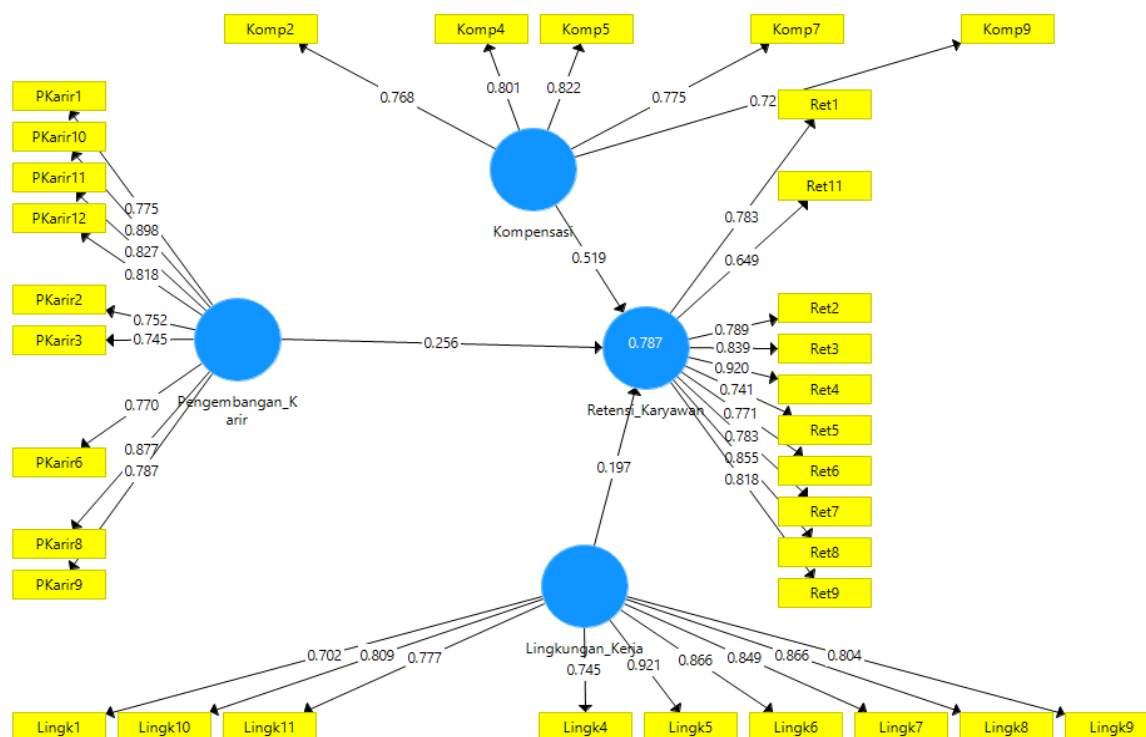 Komp2
Komp4
Komp5
Komp7
Komp9
0.768
0.801
0.822
0.775
0.72
PKarir1
PKarir10
PKarir11
PKarir12
PKarir2
PKarir3
PKarir6
PKarir8
PKarir9
0.775
0.898
0.827
0.818
0.752
0.745
0.770
0.877
0.787
Pengembangan_K
arir
Kompensasi
0.519
0.256
0.197
0.787
Retensi_Karyawan
0.783
0.649
0.789
0.839
0.920
0.741
0.771
0.783
0.855
0.818
Ret1
Ret11
Ret2
Ret3
Ret4
Ret5
Ret6
Ret7
Ret8
Ret9
Lingkungan_Kerja
0.702
0.809
0.777
0.745
0.921
0.866
0.849
0.866
0.804
Lingk1
Lingk10
Lingk11
Lingk4
Lingk5
Lingk6
Lingk7
Lingk8
Lingk9